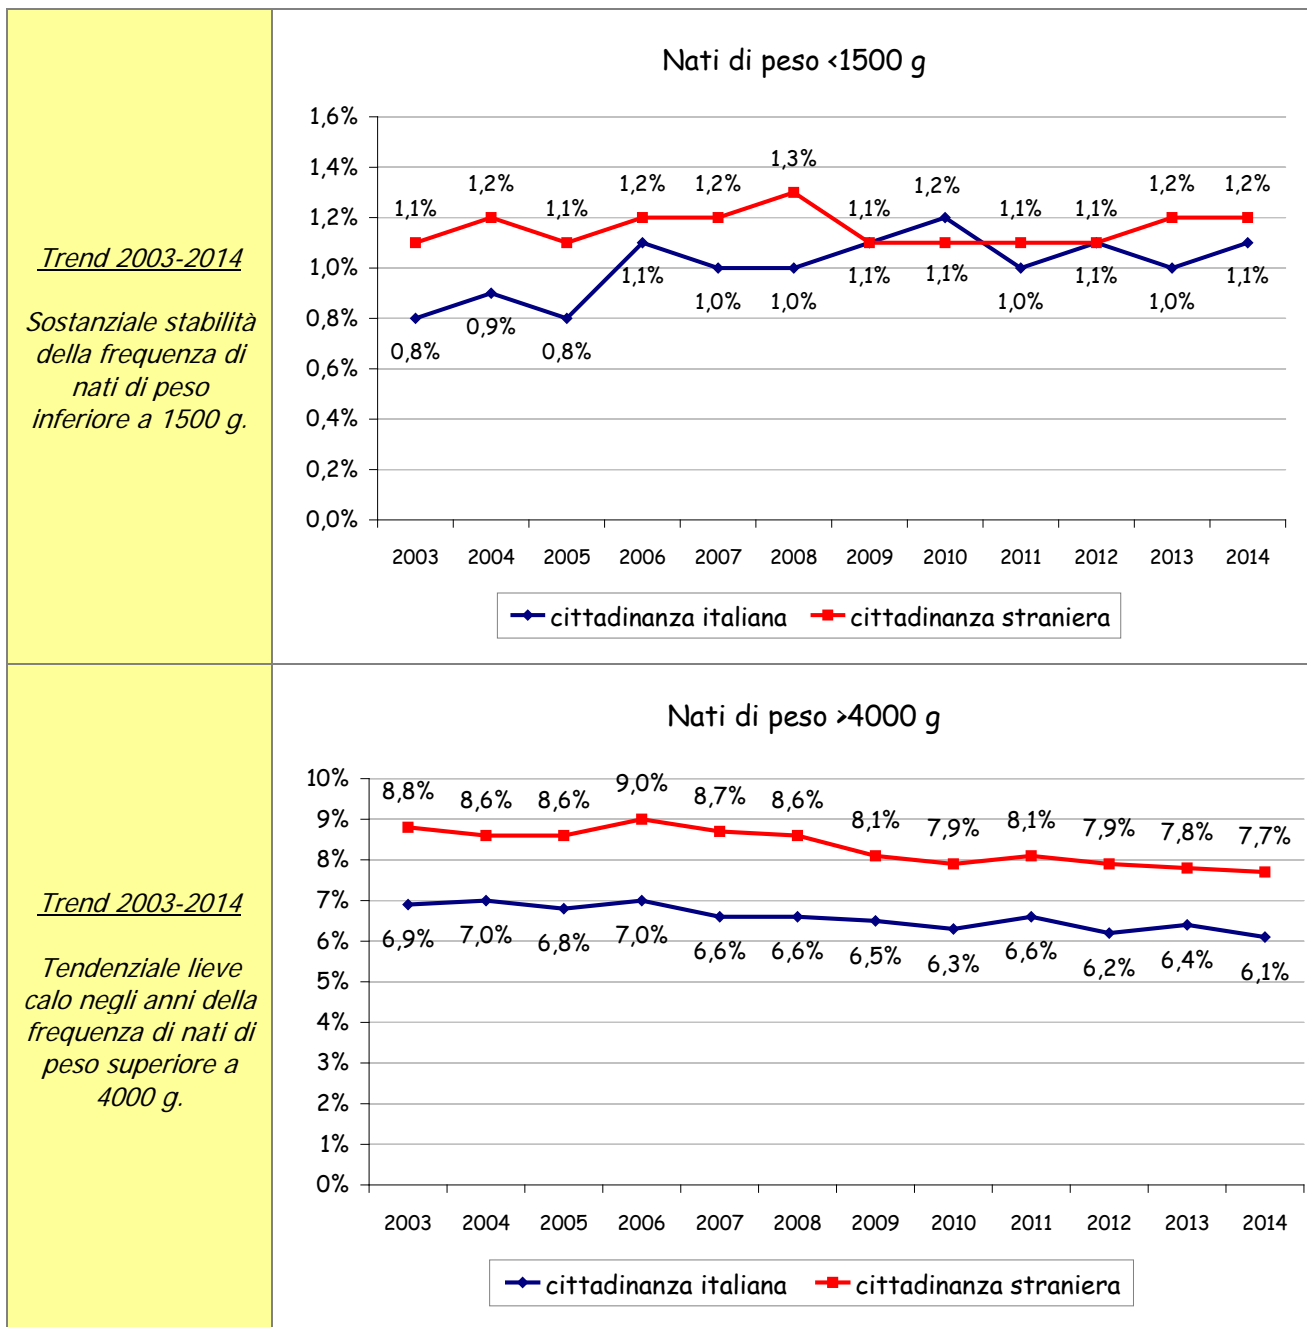 Trend 2003-2014
Sostanziale stabilità
della frequenza di
nati di peso
inferiore a 1500 g.
Nati di peso <1500 g
1,6%
1,4%
1,2%
1,0%
0,8%
0,6%
0,4%
0,2%
0,0%
1,1% 1,2% 1,1% 1,2% 1,2% 1,3% 1,1% 1,2% 1,1% 1,1% 1,2% 1,2%
0,8% 0,9% 0,8% 1,1% 1,0% 1,0% 1,1% 1,1% 1,0% 1,1% 1,0% 1,1%
2003 2004 2005 2006 2007 2008 2009 2010 2011 2012 2013 2014
cittadinanza italiana cittadinanza straniera
Trend 2003-2014
Tendenziale lieve
calo negli anni della
frequenza di nati di
peso superiore a
4000 g.
Nati di peso >4000 g
10%
9%
8%
7%
6%
5%
4%
3%
2%
1%
0%
8,8% 8,6% 8,6% 9,0% 8,7% 8,6% 8,1% 7,9% 8,1% 7,9% 7,8% 7,7%
6,9% 7,0% 6,8% 7,0% 6,6% 6,6% 6,5% 6,3% 6,6% 6,2% 6,4% 6,1%
2003 2004 2005 2006 2007 2008 2009 2010 2011 2012 2013 2014
cittadinanza italiana cittadinanza straniera